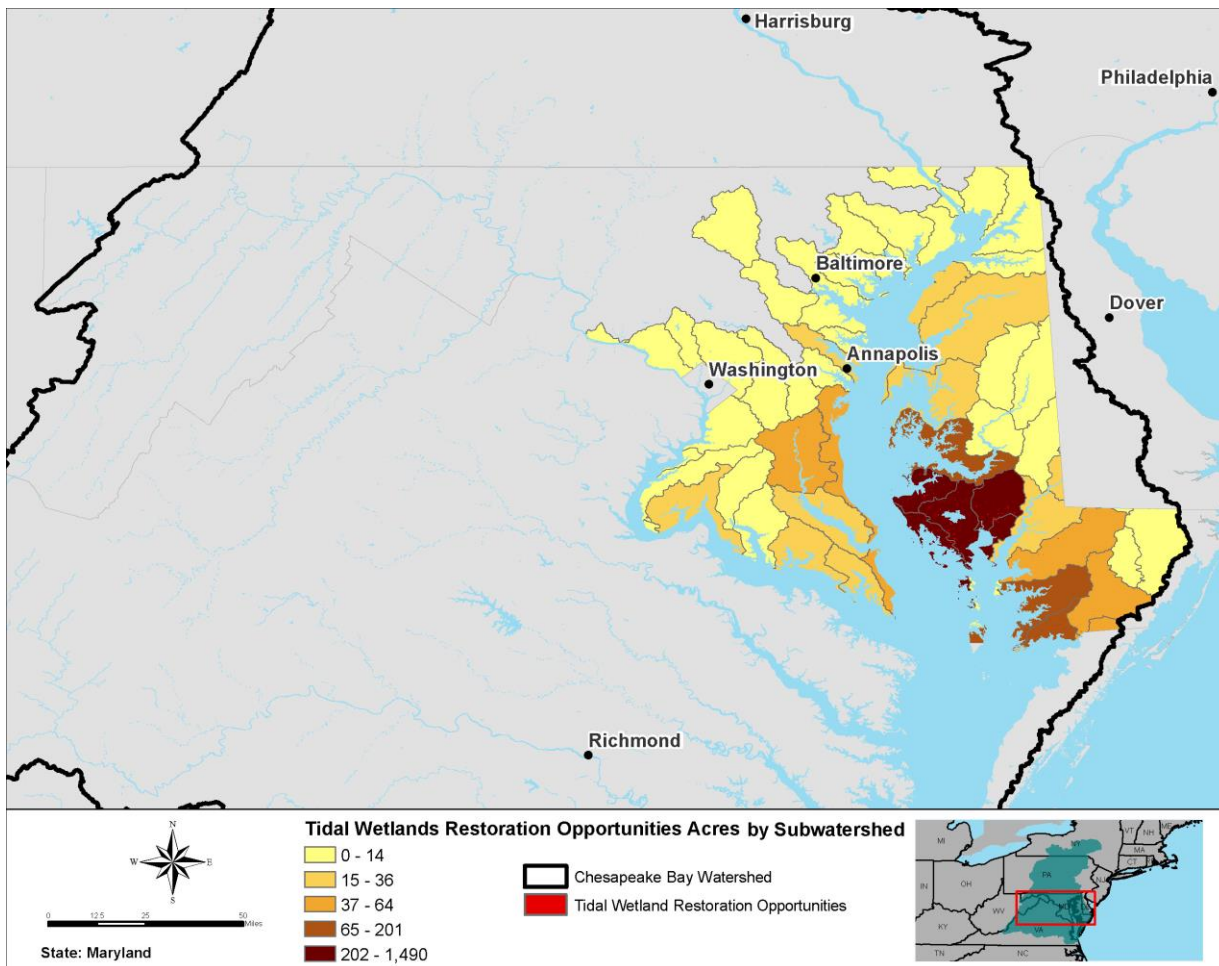 Harrisburg
Philadelphia
Baltimore
Dover
Annapolis
Washington
Richmond
Tidal Wetlands Restoration Opportunities Acres by Subwatershed
N
W
E
S
0 - 14
15 - 36
37 - 64
65 - 201
202 - 1,490
Chesapeake Bay Watershed
Tidal Wetland Restoration Opportunities
0 12.5 25 50
Miles
State: Maryland
MI
NY
VT
NH
ME
MA
CT
PA
NJ
IN
OH
WV
KY
VA
TN
NC